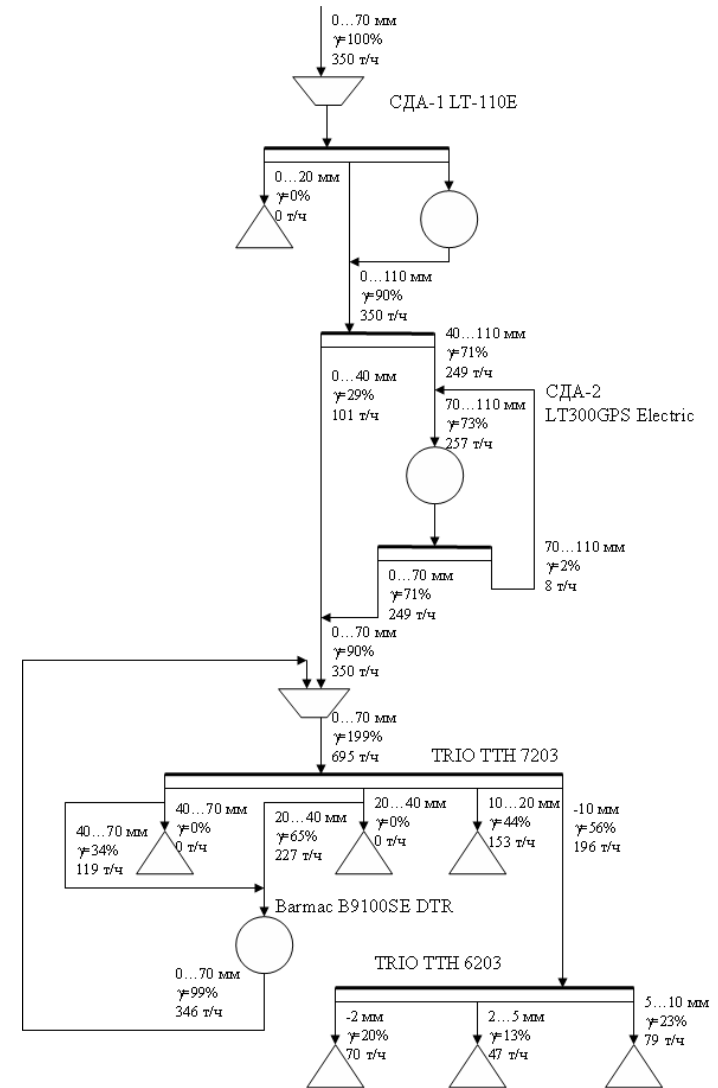 0…70 мм
γ=100%
350 т/ч
СДА-1 LT-110E
0…20 мм
γ=0%
0 т/ч
0…110 мм
γ=90%
350 т/ч
40…110 мм
γ=71%
249 т/ч
0…40 мм
γ=29%
101 т/ч
СДА-2
LT300GPS Electric
70…110 мм
γ=73%
257 т/ч
70…110 мм
γ=2%
8 т/ч
0…70 мм
γ=71%
249 т/ч
0…70 мм
γ=90%
350 т/ч
0…70 мм
γ=199%
695 т/ч
TRIO TTH 7203
40…70 мм
γ=34%
119 т/ч
40…70 мм
γ=0%
0 т/ч
20…40 мм
γ=65%
227 т/ч
20…40 мм
γ=0%
0 т/ч
10…20 мм
γ=44%
153 т/ч
-10 мм
γ=56%
196 т/ч
Barmac B9100SE DTR
0…70 мм
γ=99%
346 т/ч
TRIO TTH 6203
-2 мм
γ=20%
70 т/ч
2…5 мм
γ=13%
47 т/ч
5…10 мм
γ=23%
79 т/ч